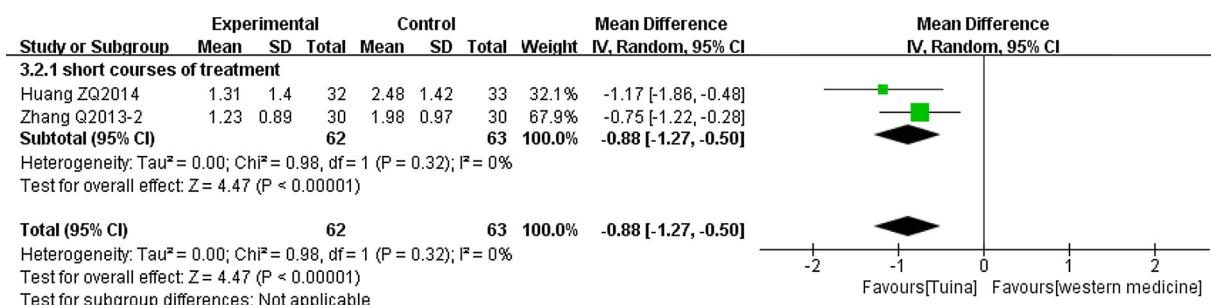 Experimental Control Mean Difference Mean Difference
Study or Subgroup Mean SD Total Mean SD Total Weight IV, Random, 95% CI IV, Random, 95% CI
3.2.1 short courses of treatment
Huang ZQ2014 1.31 1.4 32 2.48 1.42 33 32.1% -1.17 [-1.86, -0.48]
Zhang Q2013-2 1.23 0.89 30 1.98 0.97 30 67.9% -0.75 [-1.22, -0.28]
Subtotal (95% CI) 62 63 100.0% -0.88 [-1.27, -0.50]
Heterogeneity: Tau² = 0.00; Chi² = 0.98, df = 1 (P = 0.32); I² = 0%
Test for overall effect: Z = 4.47 (P < 0.00001)
Total (95% CI) 62 63 100.0% -0.88 [-1.27, -0.50]
Heterogeneity: Tau² = 0.00; Chi² = 0.98, df = 1 (P = 0.32); I² = 0%
Test for overall effect: Z = 4.47 (P < 0.00001)
Test for subgroup differences: Not applicable
-2 -1 0 1 2
Favours[Tuina] Favours[western medicine]